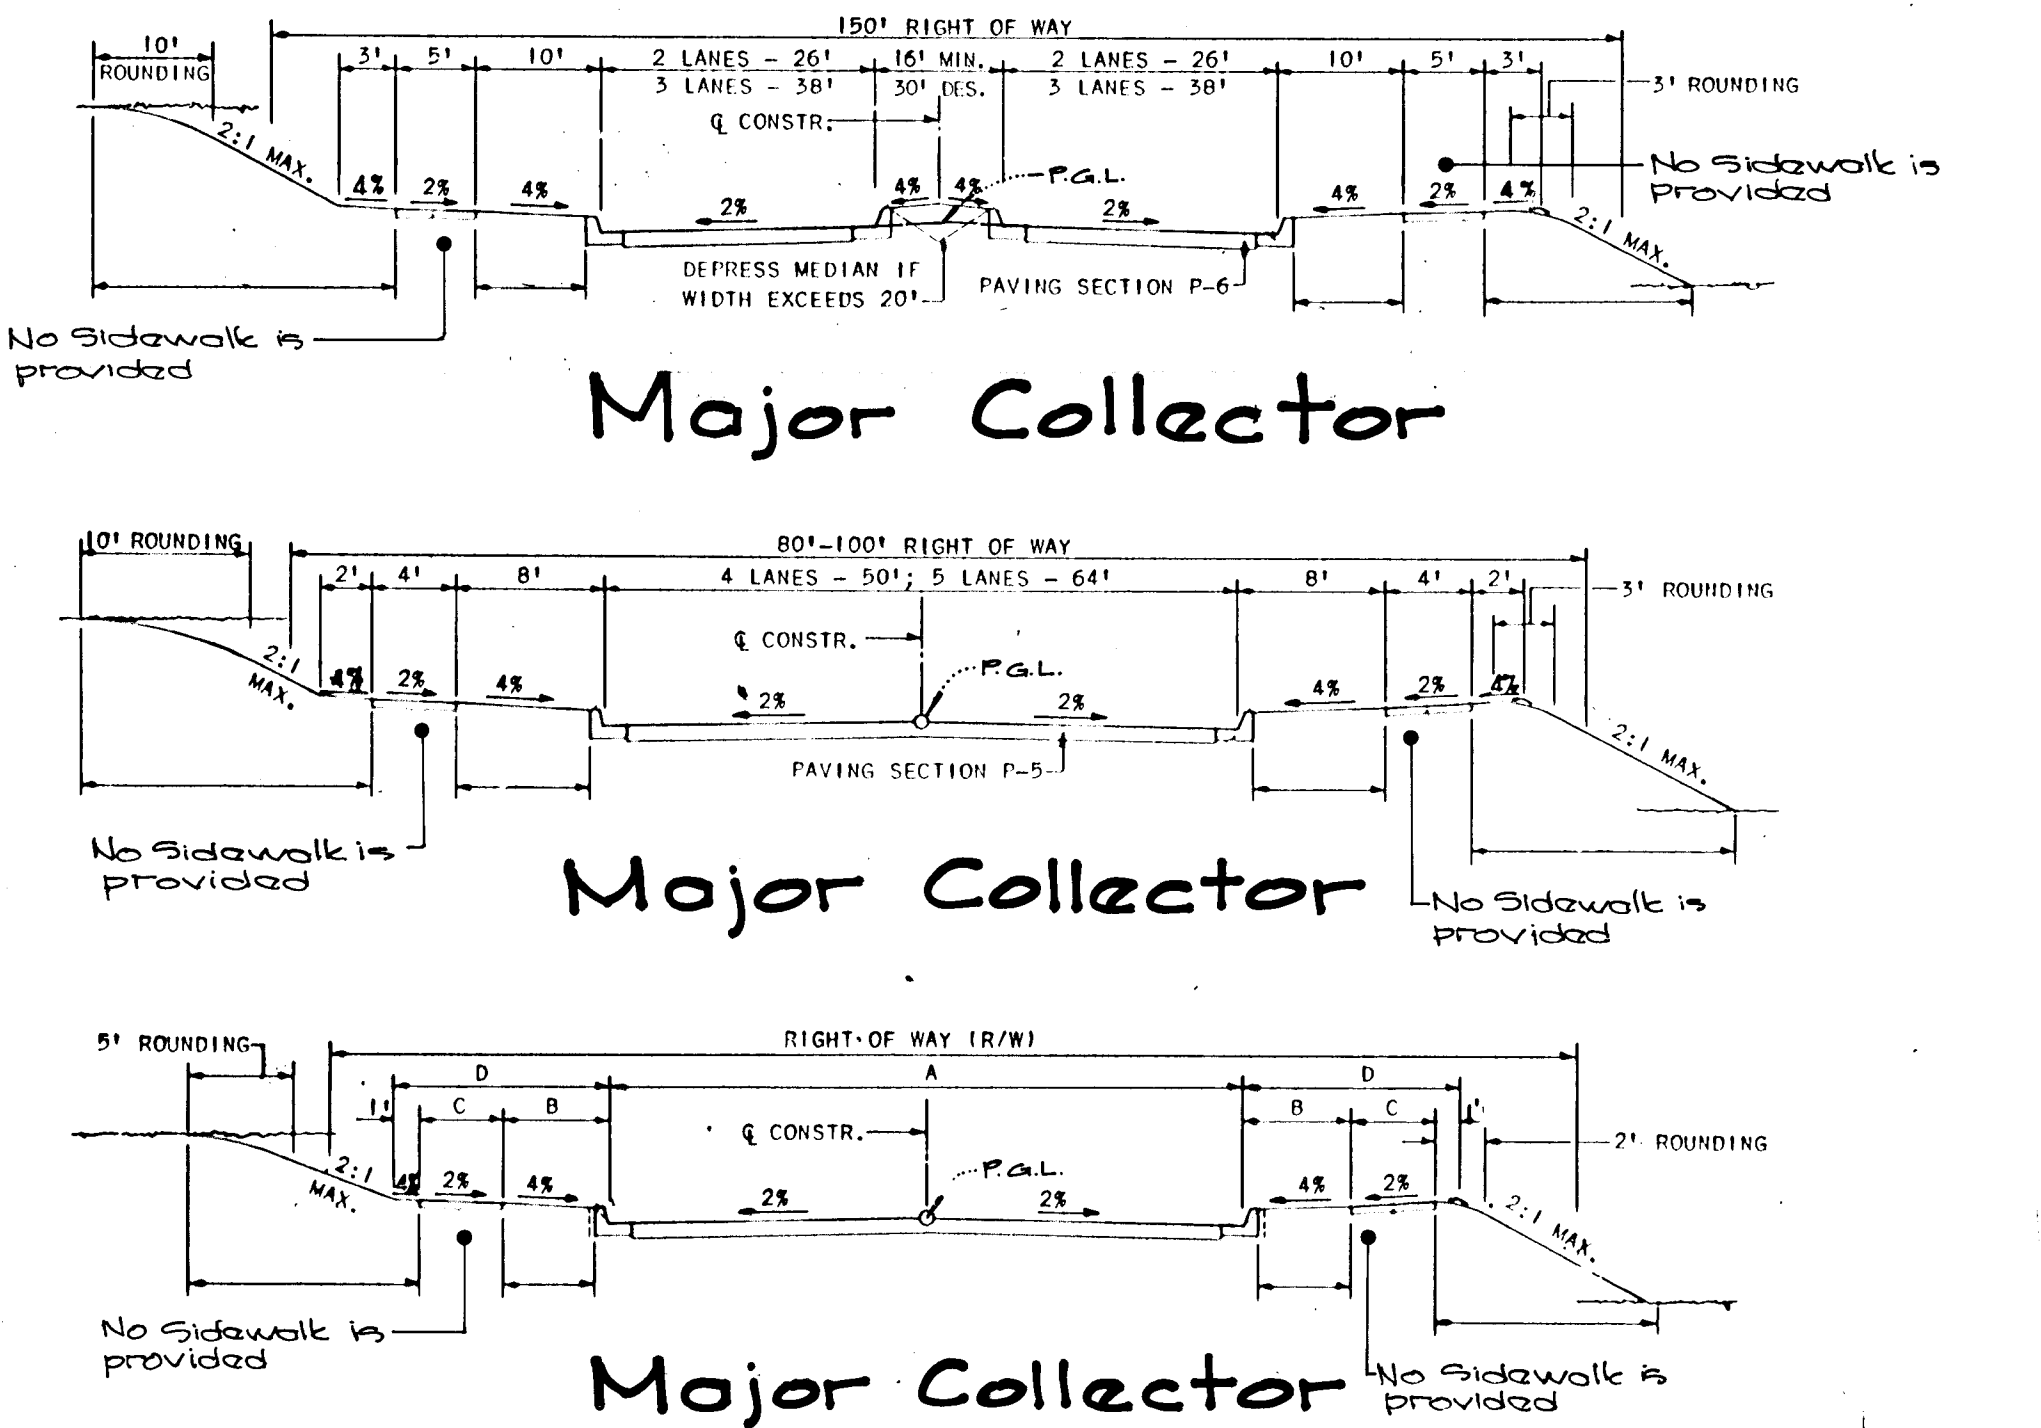 150' RIGHT OF WAY
10'
ROUNDING
3' 5' 10' 2 LANES - 26' 16' MIN. 2 LANES - 26' 10' 5' 3'
3 LANES - 38' 30' DES. 3 LANES - 38'
3' ROUNDING
℄ CONSTR.
2:1 MAX.
P.G.L.
No Sidewalk is
provided
4% 2% 4% 2% 4% 4% 2% 4% 2% 4%
2:1 MAX.
DEPRESS MEDIAN IF
WIDTH EXCEEDS 20'
PAVING SECTION P-6
No Sidewalk is
provided
Major Collector
10' ROUNDING
80'-100' RIGHT OF WAY
2' 4' 8' 4 LANES - 50'; 5 LANES - 64' 8' 4' 2'
3' ROUNDING
℄ CONSTR.
2:1
MAX.
P.G.L.
4% 2% 4% 2% 2% 4% 2% 4%
2:1 MAX.
PAVING SECTION P-5
No Sidewalk is
provided
Major Collector
No Sidewalk is
provided
5' ROUNDING
RIGHT OF WAY (R/W)
D A D
1' C B B C 1'
℄ CONSTR.
2' ROUNDING
2:1
MAX.
P.G.L.
4% 2% 4% 2% 2% 4% 2%
2:1 MAX.
No Sidewalk is
provided
Major Collector
No Sidewalk is
provided